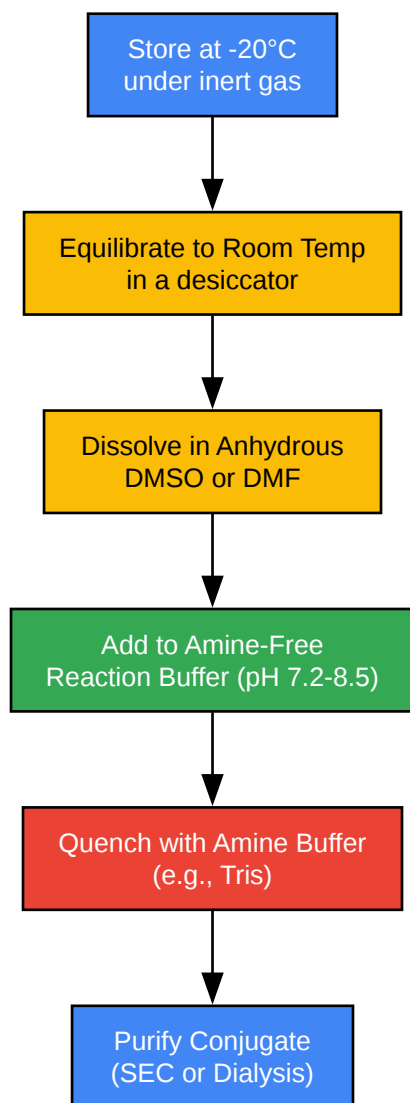 Store at -20°C
under inert gas
Equilibrate to Room Temp
in a desiccator
Dissolve in Anhydrous
DMSO or DMF
Add to Amine-Free
Reaction Buffer (pH 7.2-8.5)
Quench with Amine Buffer
(e.g., Tris)
Purify Conjugate
(SEC or Dialysis)